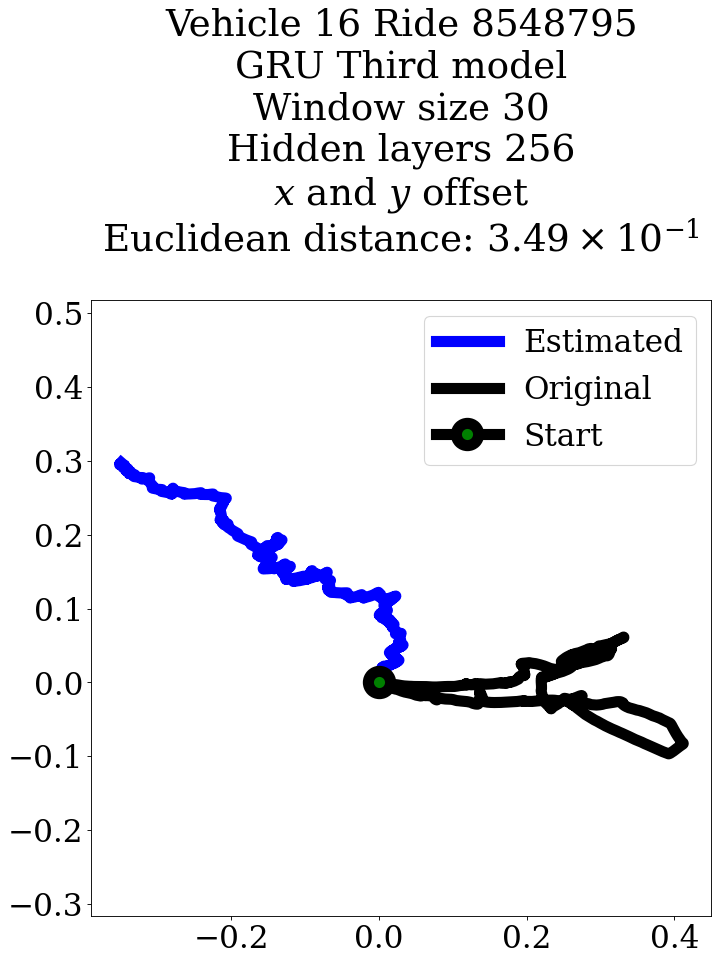 Vehicle 16 Ride 8548795
GRU Third model
Window size 30
Hidden layers 256
x and y offset
Euclidean distance: 3.49 × 10⁻¹
Estimated
Original
Start
0.5
0.4
0.3
0.2
0.1
0.0
−0.1
−0.2
−0.3
−0.2 0.0 0.2 0.4